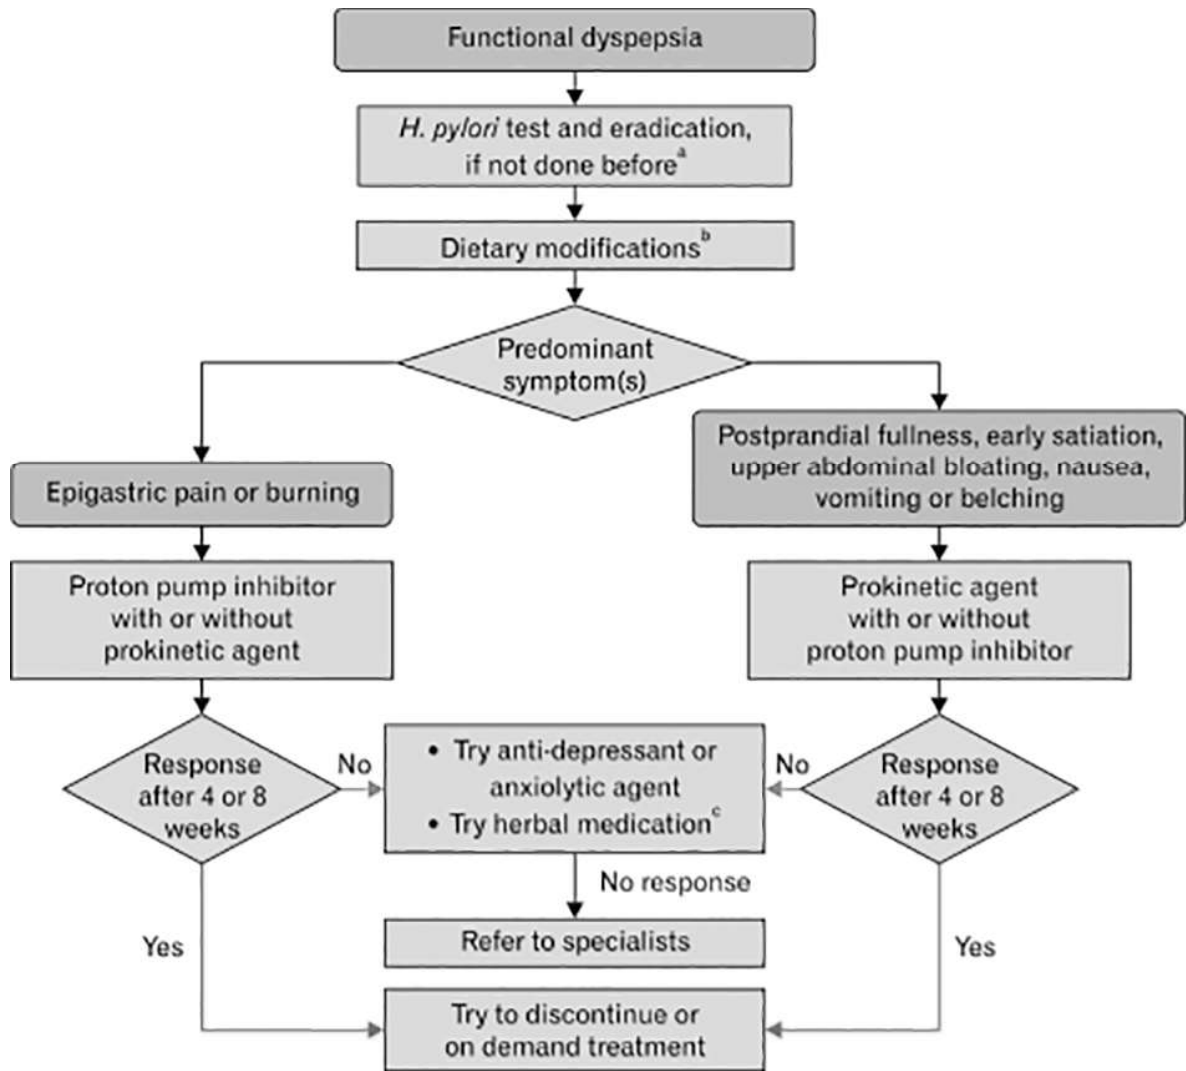 Functional dyspepsia
H. pylori test and eradication,
if not done before^a
Dietary modifications^b
Predominant
symptom(s)
Epigastric pain or burning
Postprandial fullness, early satiation,
upper abdominal bloating, nausea,
vomiting or belching
Proton pump inhibitor
with or without
prokinetic agent
Prokinetic agent
with or without
proton pump inhibitor
Response
after 4 or 8
weeks
No
• Try anti-depressant or
anxiolytic agent
• Try herbal medication^c
No
Response
after 4 or 8
weeks
No response
Yes
Refer to specialists
Yes
Try to discontinue or
on demand treatment